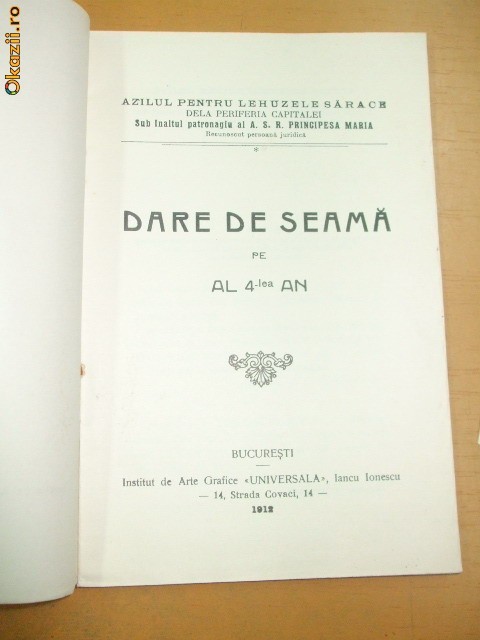 Okazii.ro
AZILUL PENTRU LEHUZELE SĂRACE
DELA PERIFERIA CAPITALEI
Sub Inaltul patronagiu al A. S. R. PRINCIPESA MARIA
Recunoscut persoană juridică
*
DARE DE SEAMĂ
PE
AL 4-lea AN
BUCUREȘTI
Institut de Arte Grafice «UNIVERSALA», Iancu Ionescu
— 14, Strada Covaci, 14 —
1912